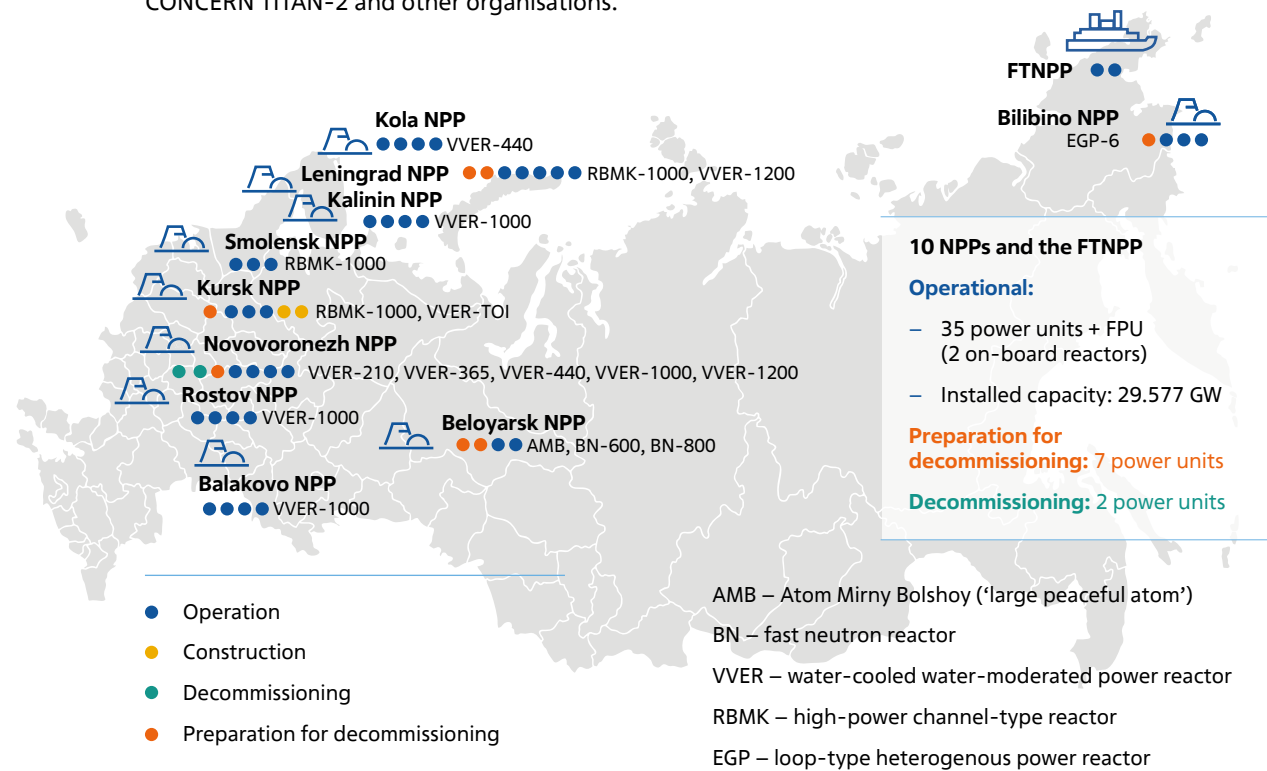 CONCERN TITAN-2 and other organisations.
FTNPP
Bilibino NPP
EGP-6
Kola NPP
VVER-440
Leningrad NPP
RBMK-1000, VVER-1200
Kalinin NPP
VVER-1000
Smolensk NPP
RBMK-1000
Kursk NPP
RBMK-1000, VVER-TOI
Novovoronezh NPP
VVER-210, VVER-365, VVER-440, VVER-1000, VVER-1200
Rostov NPP
VVER-1000
Beloyarsk NPP
AMB, BN-600, BN-800
Balakovo NPP
VVER-1000
10 NPPs and the FTNPP
Operational:
– 35 power units + FPU
(2 on-board reactors)
– Installed capacity: 29.577 GW
Preparation for
decommissioning: 7 power units
Decommissioning: 2 power units
Operation
Construction
Decommissioning
Preparation for decommissioning
AMB – Atom Mirny Bolshoy (‘large peaceful atom’)
BN – fast neutron reactor
VVER – water-cooled water-moderated power reactor
RBMK – high-power channel-type reactor
EGP – loop-type heterogenous power reactor